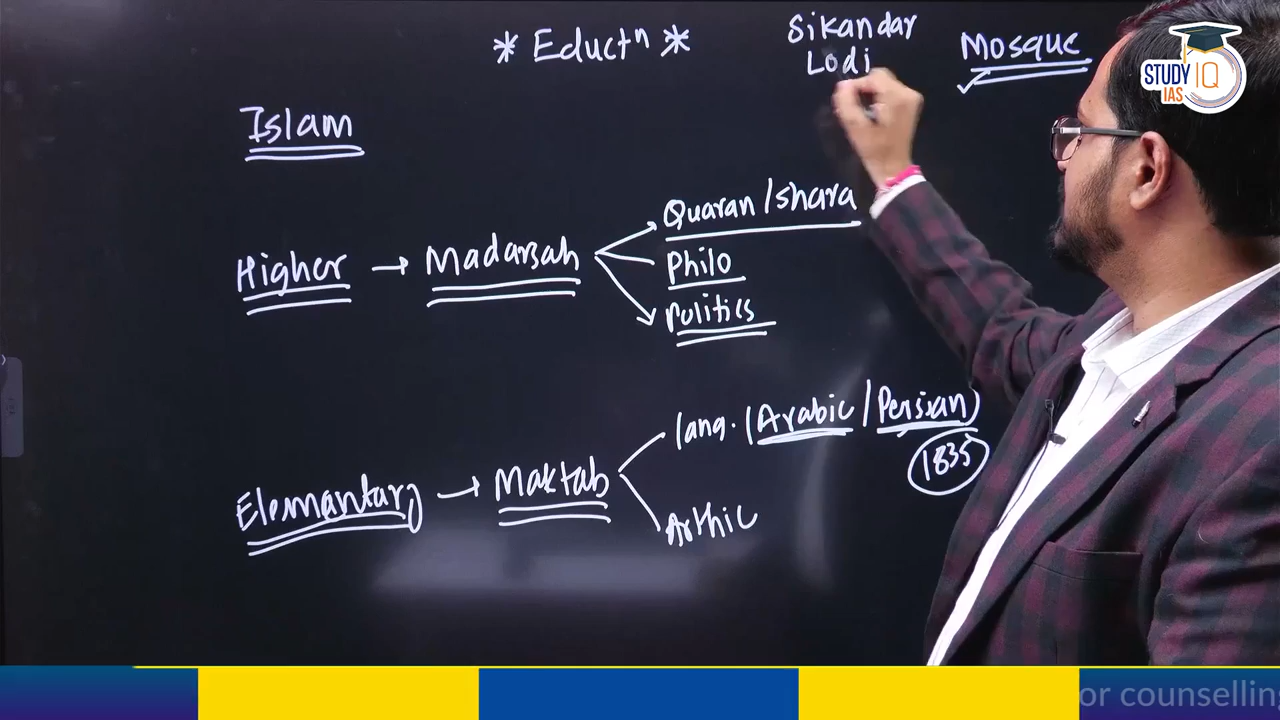 * Eductⁿ *
Sikandar
Lodi
Mosque
STUDY IQ
IAS
Islam
Higher → Madarsah
Quaran / Shara
Philo
Politics
Elemantary → Maktab
lang. (Arabic / Persian)
1835
Arthic
or counsellin